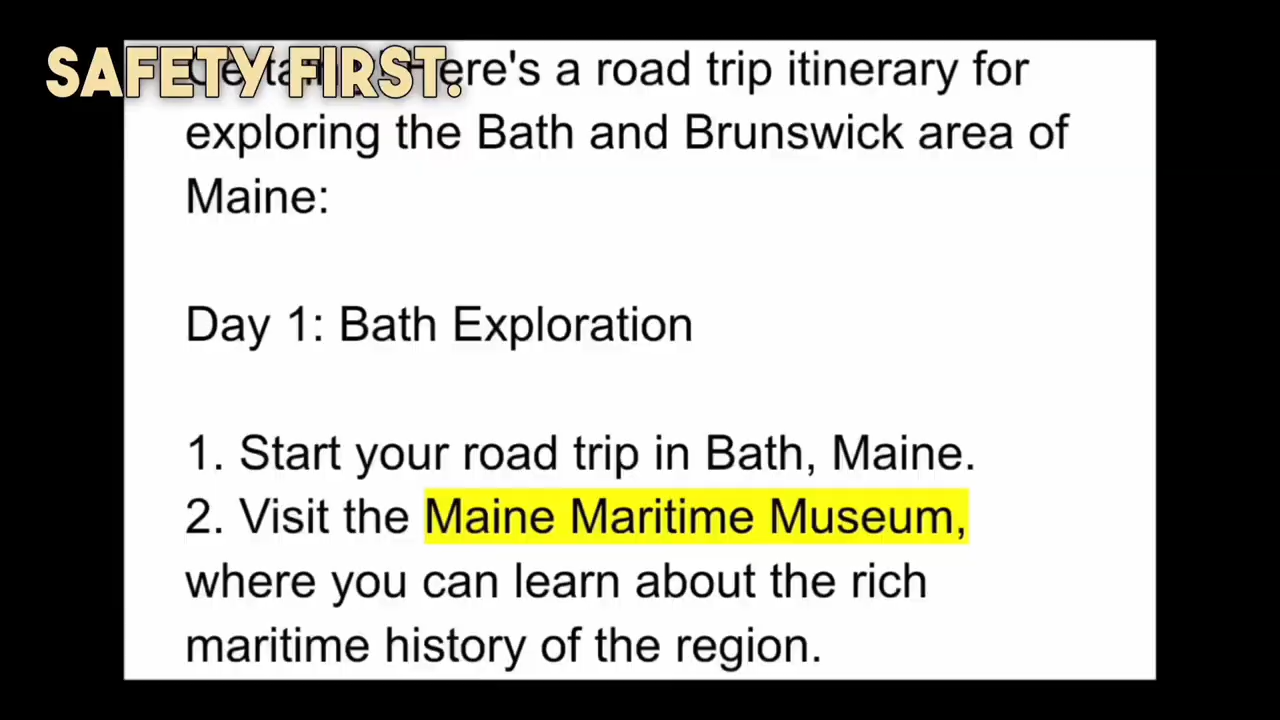 SAFETY FIRST.
here's a road trip itinerary for
exploring the Bath and Brunswick area of
Maine:
Day 1: Bath Exploration
1. Start your road trip in Bath, Maine.
2. Visit the Maine Maritime Museum,
where you can learn about the rich
maritime history of the region.